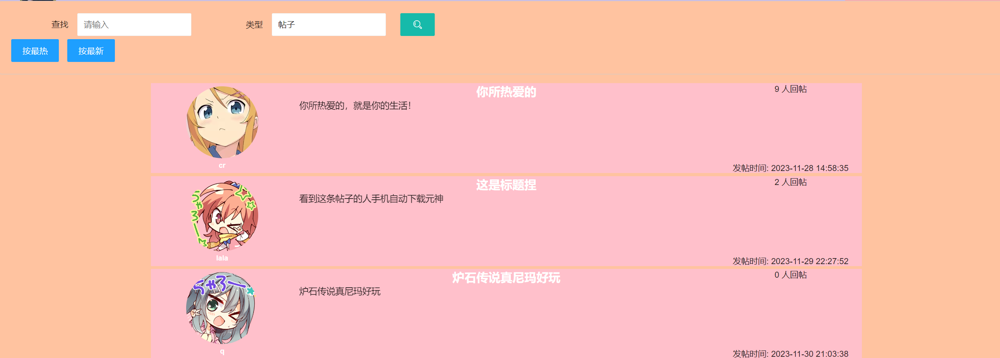 查找 请输入 类型 帖子
按最热 按最新
你所热爱的
9 人回帖
你所热爱的，就是你的生活！
cr
发帖时间: 2023-11-28 14:58:35
这是标题捏
2 人回帖
看到这条帖子的人手机自动下载元神
うゃろー
lala
发帖时间: 2023-11-29 22:27:52
炉石传说真尼玛好玩
0 人回帖
炉石传说真尼玛好玩
うゃろー
q
发帖时间: 2023-11-30 21:03:38